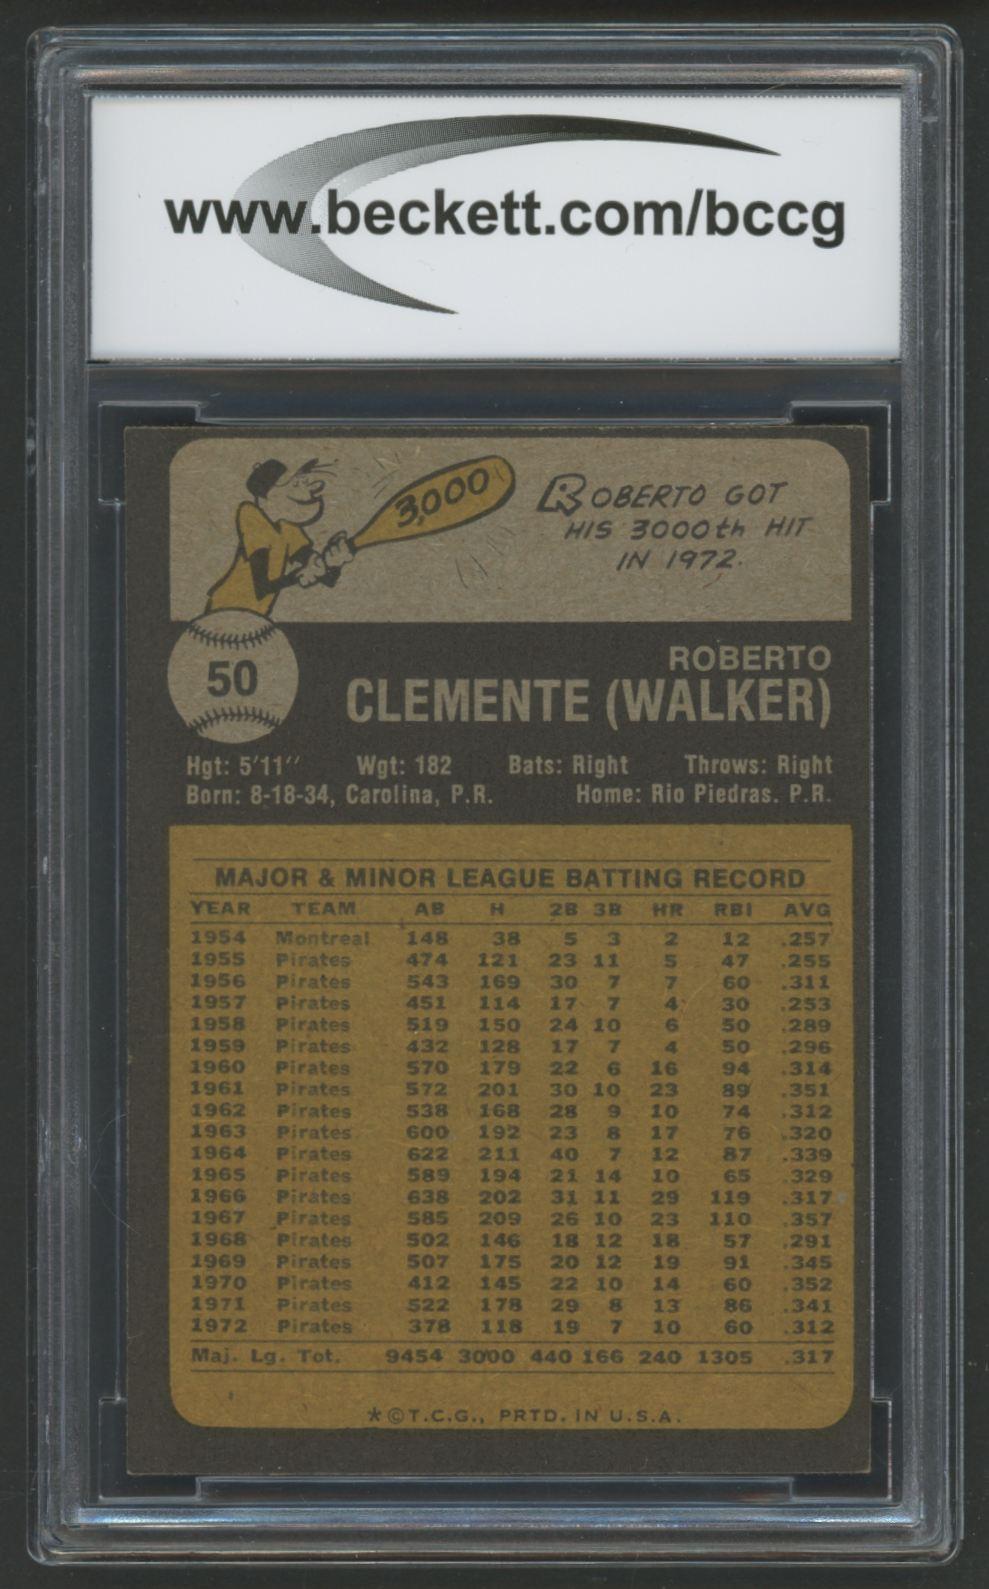 www.beckett.com/bccg
3,000
ROBERTO GOT
HIS 3000th HIT
IN 1972.
50
ROBERTO
CLEMENTE (WALKER)
Hgt: 5'11'' Wgt: 182 Bats: Right Throws: Right
Born: 8-18-34, Carolina, P.R. Home: Rio Piedras. P.R.
MAJOR & MINOR LEAGUE BATTING RECORD
YEAR TEAM AB H 2B 3B HR RBI AVG
1954 Montreal 148 38 5 3 2 12 .257
1955 Pirates 474 121 23 11 5 47 .255
1956 Pirates 543 169 30 7 7 60 .311
1957 Pirates 451 114 17 7 4 30 .253
1958 Pirates 519 150 24 10 6 50 .289
1959 Pirates 432 128 17 7 4 50 .296
1960 Pirates 570 179 22 6 16 94 .314
1961 Pirates 572 201 30 10 23 89 .351
1962 Pirates 538 168 28 9 10 74 .312
1963 Pirates 600 192 23 8 17 76 .320
1964 Pirates 622 211 40 7 12 87 .339
1965 Pirates 589 194 21 14 10 65 .329
1966 Pirates 638 202 31 11 29 119 .317
1967 Pirates 585 209 26 10 23 110 .357
1968 Pirates 502 146 18 12 18 57 .291
1969 Pirates 507 175 20 12 19 91 .345
1970 Pirates 412 145 22 10 14 60 .352
1971 Pirates 522 178 29 8 13 86 .341
1972 Pirates 378 118 19 7 10 60 .312
Maj. Lg. Tot. 9454 3000 440 166 240 1305 .317
*©T.C.G., PRTD. IN U.S.A.